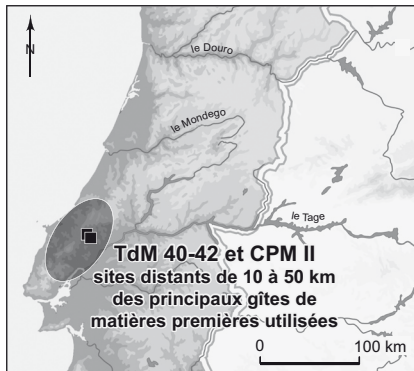 N
le Douro
le Mondego
le Tage
TdM 40-42 et CPM II
sites distants de 10 à 50 km
des principaux gîtes de
matières premières utilisées
0 100 km